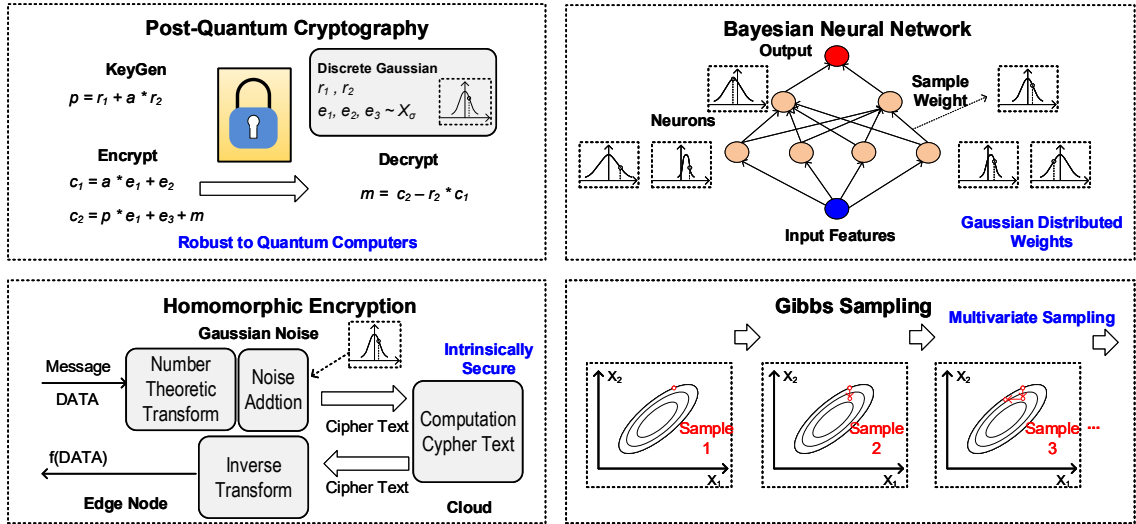 Post-Quantum Cryptography
KeyGen
p = r1 + a * r2
Discrete Gaussian
r1 , r2
e1, e2, e3 ~ Xσ
Encrypt
c1 = a * e1 + e2
c2 = p * e1 + e3 + m
Decrypt
m = c2 – r2 * c1
Robust to Quantum Computers
Bayesian Neural Network
Output
Sample
Weight
Neurons
Input Features
Gaussian Distributed
Weights
Homomorphic Encryption
Gaussian Noise
Intrinsically
Secure
Message
DATA
Number
Theoretic
Transform
Noise
Addtion
Cipher Text
Computation
Cypher Text
f(DATA)
Inverse
Transform
Cipher Text
Edge Node
Cloud
Gibbs Sampling
Multivariate Sampling
X2
Sample
1
X1
X2
Sample
2
X1
X2
Sample
3
...
X1